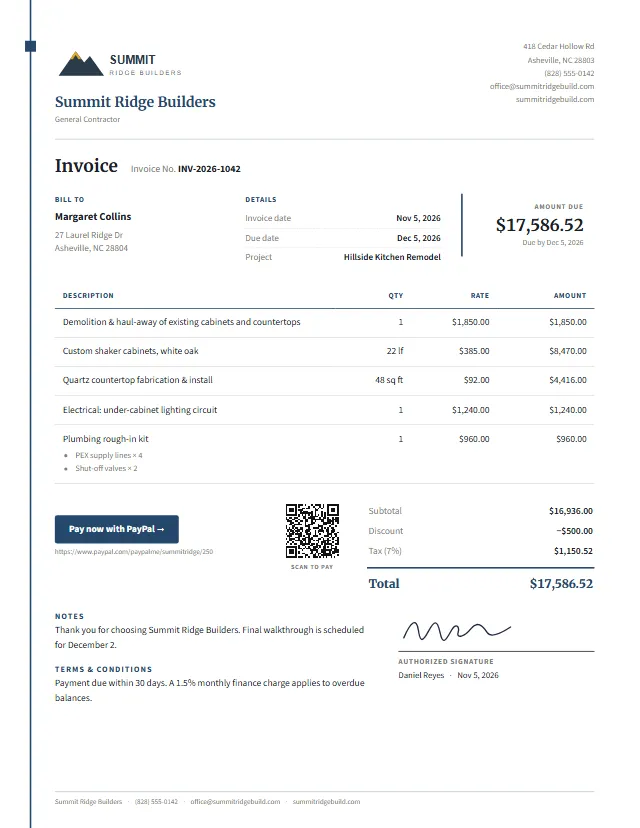 SUMMIT
RIDGE BUILDERS
Summit Ridge Builders
General Contractor
418 Cedar Hollow Rd
Asheville, NC 28803
(828) 555-0142
office@summitridgebuild.com
summitridgebuild.com
Invoice Invoice No. INV-2026-1042
BILL TO
Margaret Collins
27 Laurel Ridge Dr
Asheville, NC 28804
DETAILS
Invoice date Nov 5, 2026
Due date Dec 5, 2026
Project Hillside Kitchen Remodel
AMOUNT DUE
$17,586.52
Due by Dec 5, 2026
DESCRIPTION QTY RATE AMOUNT
Demolition & haul-away of existing cabinets and countertops 1 $1,850.00 $1,850.00
Custom shaker cabinets, white oak 22 lf $385.00 $8,470.00
Quartz countertop fabrication & install 48 sq ft $92.00 $4,416.00
Electrical: under-cabinet lighting circuit 1 $1,240.00 $1,240.00
Plumbing rough-in kit 1 $960.00 $960.00
• PEX supply lines × 4
• Shut-off valves × 2
Pay now with PayPal →
https://www.paypal.com/paypalme/summitridge/250
SCAN TO PAY
Subtotal $16,936.00
Discount −$500.00
Tax (7%) $1,150.52
Total $17,586.52
NOTES
Thank you for choosing Summit Ridge Builders. Final walkthrough is scheduled
for December 2.
TERMS & CONDITIONS
Payment due within 30 days. A 1.5% monthly finance charge applies to overdue
balances.
AUTHORIZED SIGNATURE
Daniel Reyes · Nov 5, 2026
Summit Ridge Builders · (828) 555-0142 · office@summitridgebuild.com · summitridgebuild.com